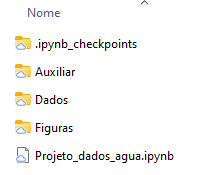 Nome
.ipynb_checkpoints
Auxiliar
Dados
Figuras
Projeto_dados_agua.ipynb